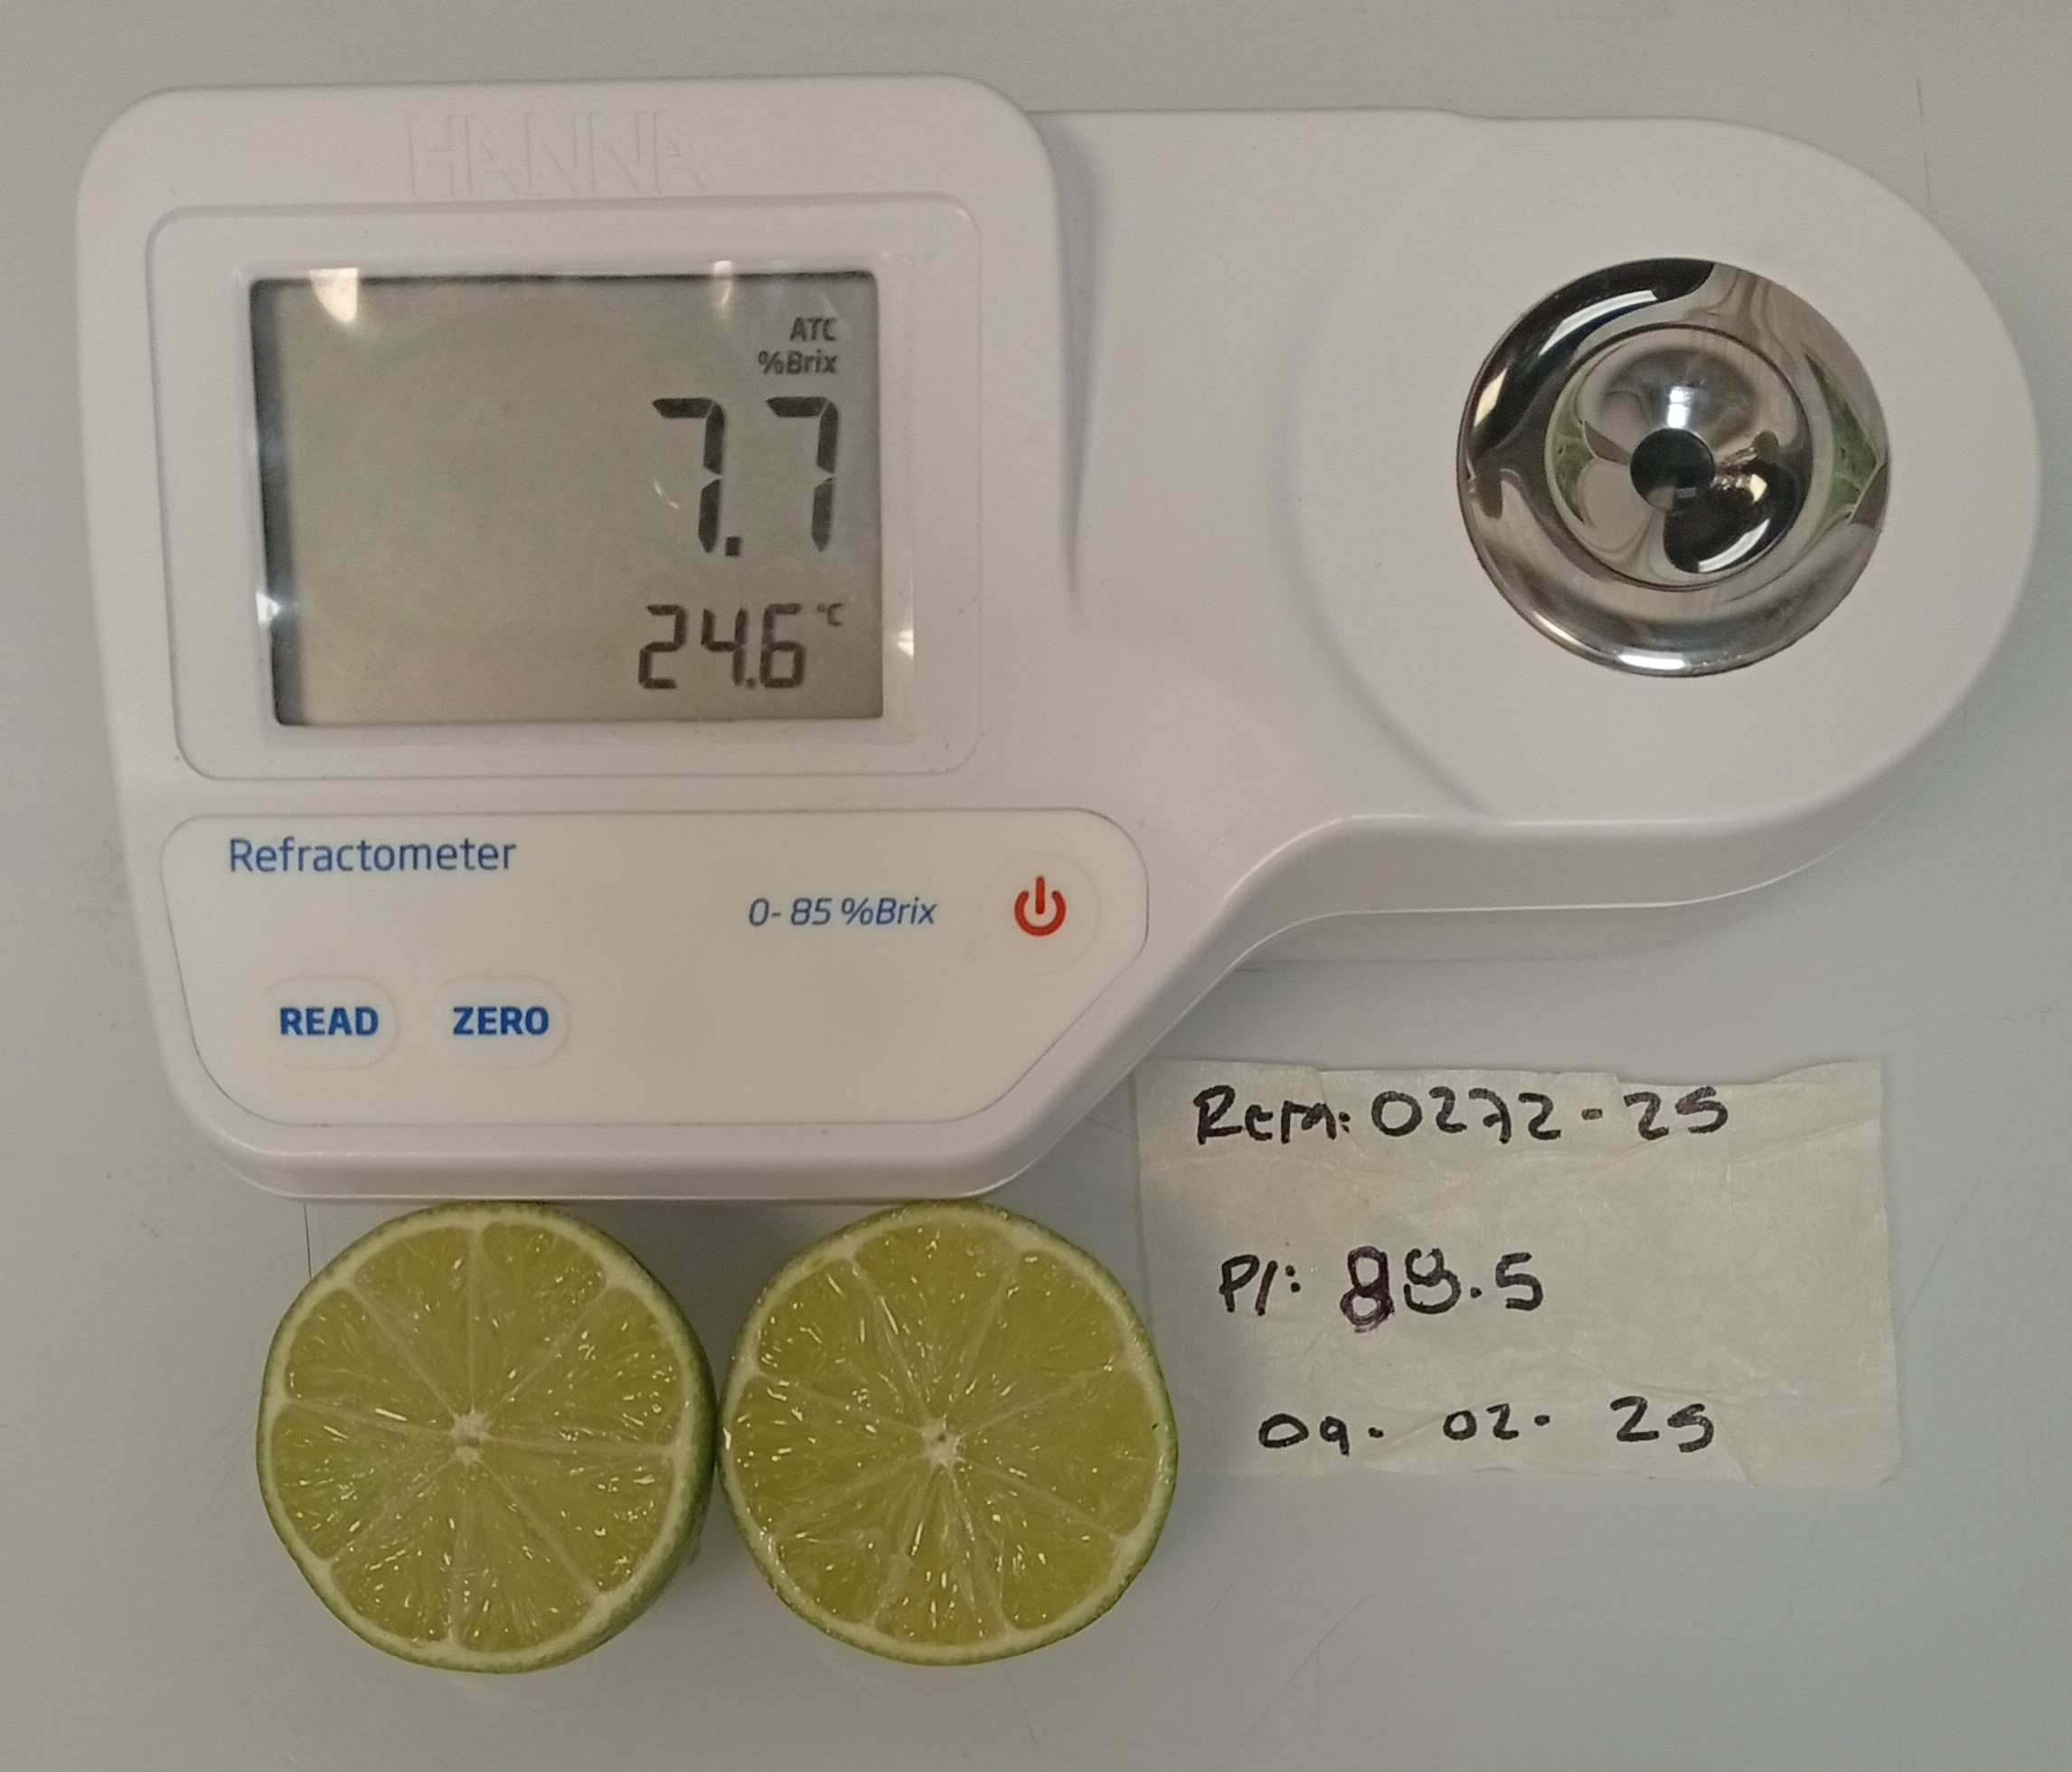 HANNA
ATC
%Brix
7.7
24.6 °C
Refractometer
0- 85 %Brix
READ ZERO
Rem: 0272-25
P/: 88.5
09. 02. 25